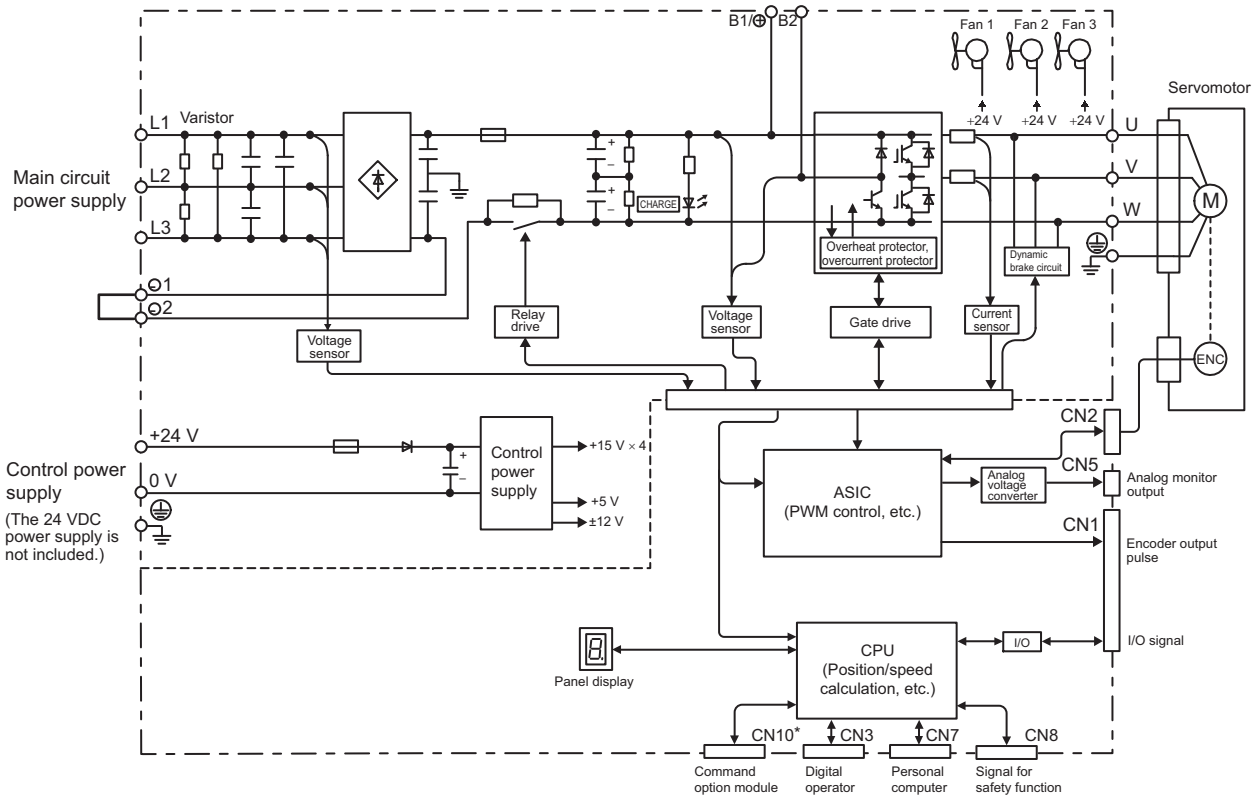 B1/⊕ B2
Fan 1 Fan 2 Fan 3
+24 V +24 V +24 V
Servomotor
L1
Varistor
U
L2
V
Main circuit
power supply
+
–
CHARGE
+
–
W
M
L3
Overheat protector,
overcurrent protector
Dynamic
brake circuit
⊖1
⊖2
Relay
drive
Voltage
sensor
Gate drive
Current
sensor
Voltage
sensor
ENC
+24 V
+
–
Control
power
supply
+15 V × 4
+5 V
±12 V
Control power
supply
0 V
(The 24 VDC
power supply is
not included.)
CN2
ASIC
(PWM control, etc.)
Analog
voltage
converter
CN5
Analog monitor
output
CN1
Encoder output
pulse
8.
Panel display
CPU
(Position/speed
calculation, etc.)
I/O
I/O signal
CN10*
CN3
CN7
CN8
Command
option module
Digital
operator
Personal
computer
Signal for
safety function